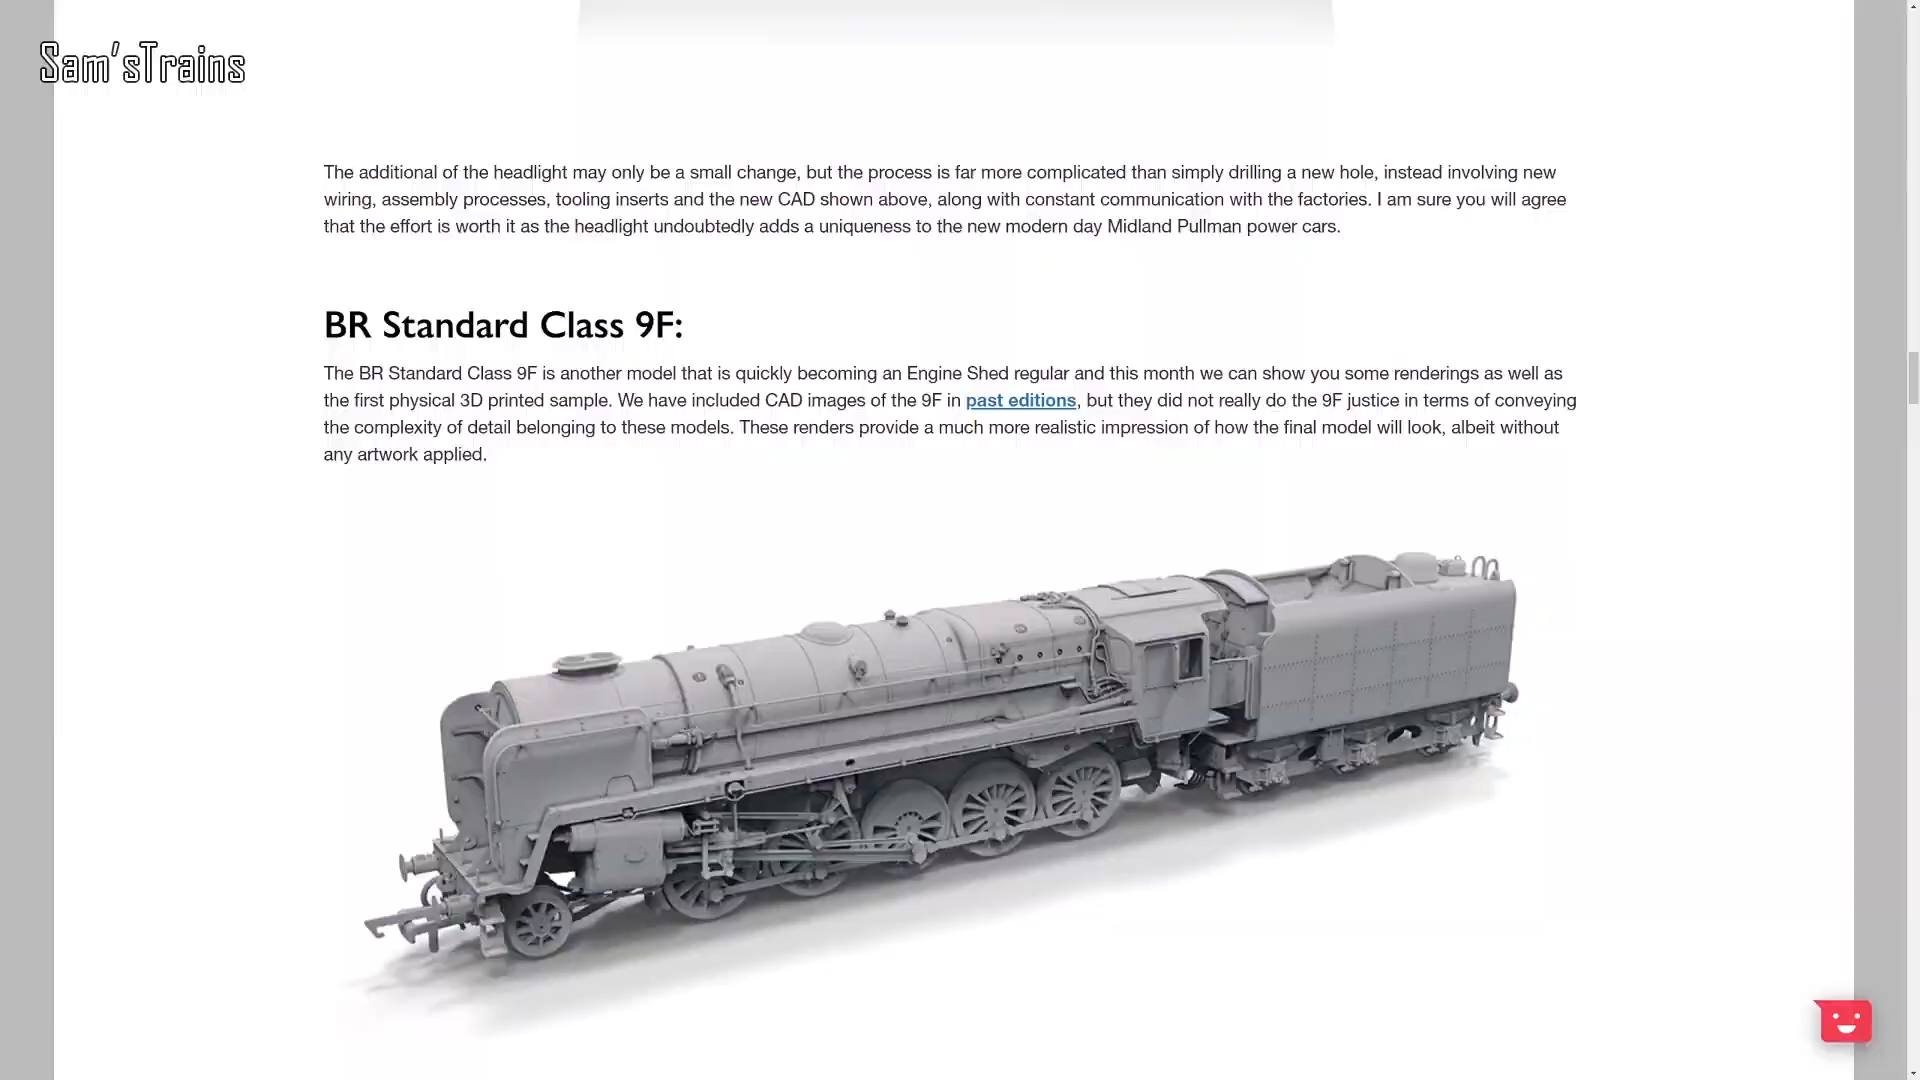 Sam'sTrains
The additional of the headlight may only be a small change, but the process is far more complicated than simply drilling a new hole, instead involving new
wiring, assembly processes, tooling inserts and the new CAD shown above, along with constant communication with the factories. I am sure you will agree
that the effort is worth it as the headlight undoubtedly adds a uniqueness to the new modern day Midland Pullman power cars.
BR Standard Class 9F:
The BR Standard Class 9F is another model that is quickly becoming an Engine Shed regular and this month we can show you some renderings as well as
the first physical 3D printed sample. We have included CAD images of the 9F in past editions, but they did not really do the 9F justice in terms of conveying
the complexity of detail belonging to these models. These renders provide a much more realistic impression of how the final model will look, albeit without
any artwork applied.